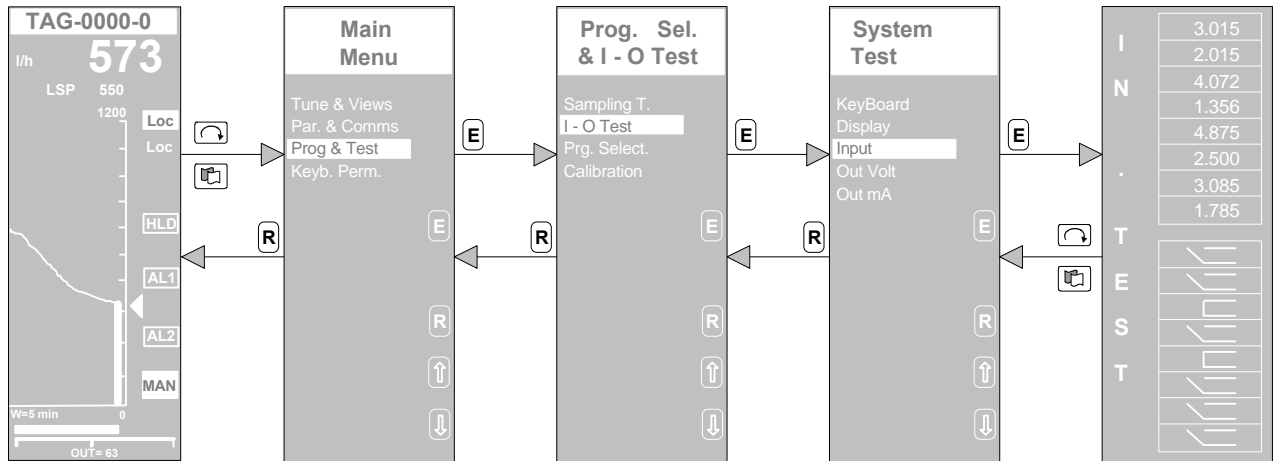 TAG-0000-0
l/h 573
LSP 550
1200
Loc
Loc
HLD
AL1
AL2
MAN
W=5 min 0
OUT= 63
R
Main
Menu
Tune & Views
Par. & Comms
Prog & Test
Keyb. Perm.
E
R
E
R
Prog. Sel.
& I - O Test
Sampling T.
I - O Test
Prg. Select.
Calibration
E
R
E
R
System
Test
KeyBoard
Display
Input
Out Volt
Out mA
E
R
E
IN. TEST
3.015
2.015
4.072
1.356
4.875
2.500
3.085
1.785